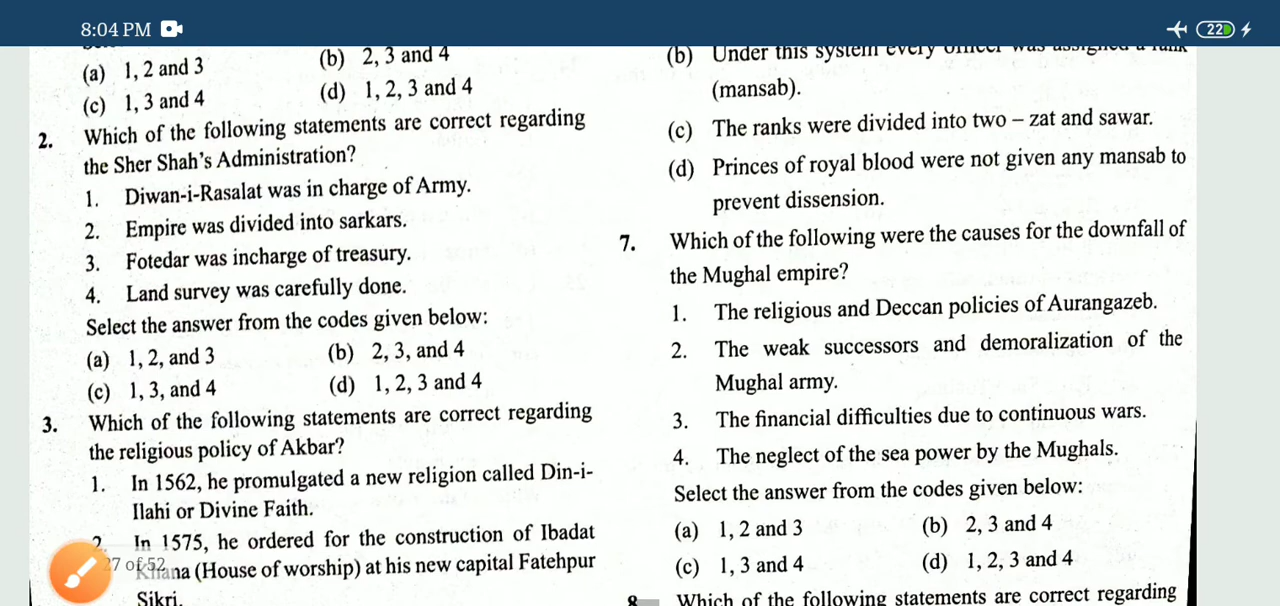 8:04 PM
22
(a) 1, 2 and 3 (b) 2, 3 and 4
(c) 1, 3 and 4 (d) 1, 2, 3 and 4
2. Which of the following statements are correct regarding
the Sher Shah's Administration?
1. Diwan-i-Rasalat was in charge of Army.
2. Empire was divided into sarkars.
3. Fotedar was incharge of treasury.
4. Land survey was carefully done.
Select the answer from the codes given below:
(a) 1, 2, and 3 (b) 2, 3, and 4
(c) 1, 3, and 4 (d) 1, 2, 3 and 4
3. Which of the following statements are correct regarding
the religious policy of Akbar?
1. In 1562, he promulgated a new religion called Din-i-
Ilahi or Divine Faith.
2. In 1575, he ordered for the construction of Ibadat
Khana (House of worship) at his new capital Fatehpur
Sikri.
27 of 52
(b) Under this system every officer was assigned a rank
(mansab).
(c) The ranks were divided into two – zat and sawar.
(d) Princes of royal blood were not given any mansab to
prevent dissension.
7. Which of the following were the causes for the downfall of
the Mughal empire?
1. The religious and Deccan policies of Aurangazeb.
2. The weak successors and demoralization of the
Mughal army.
3. The financial difficulties due to continuous wars.
4. The neglect of the sea power by the Mughals.
Select the answer from the codes given below:
(a) 1, 2 and 3 (b) 2, 3 and 4
(c) 1, 3 and 4 (d) 1, 2, 3 and 4
8. Which of the following statements are correct regarding